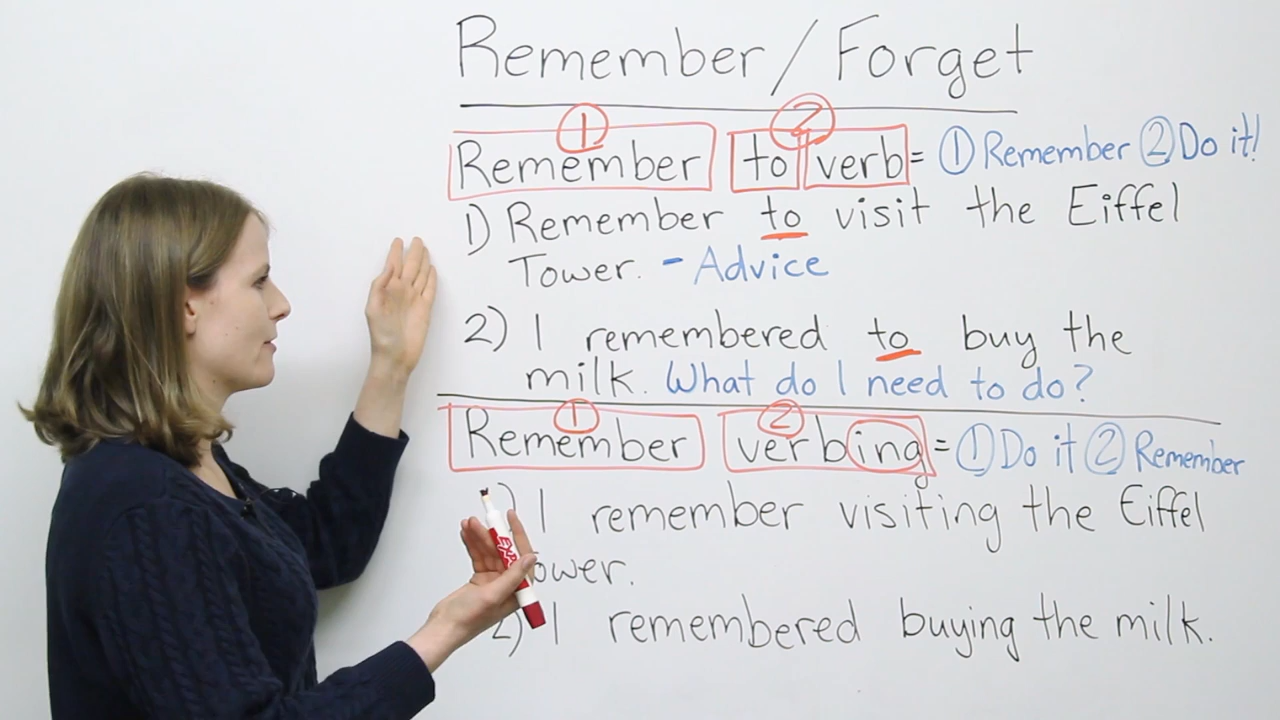 Remember / Forget
① ②
Remember to verb = ① Remember ② Do it!
1) Remember to visit the Eiffel
Tower. - Advice
2) I remembered to buy the
milk. What do I need to do?
① ②
Remember verbing = ① Do it ② Remember
) I remember visiting the Eiffel
ower.
2) I remembered buying the milk.